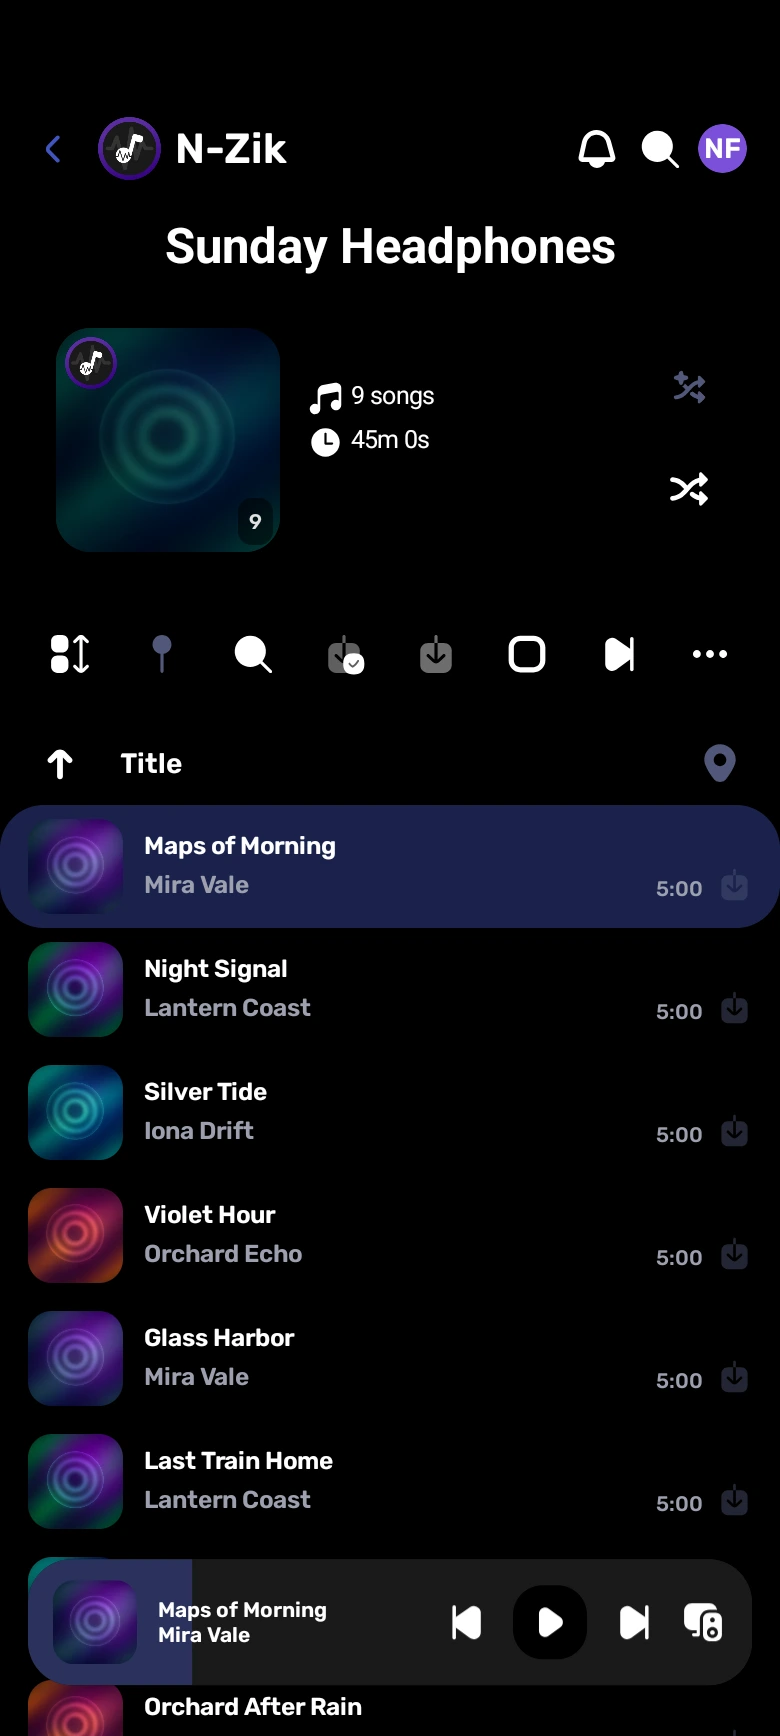 N-Zik
NF
Sunday Headphones
9 songs
45m 0s
9
Title
Maps of Morning
Mira Vale
5:00
Night Signal
Lantern Coast
5:00
Silver Tide
Iona Drift
5:00
Violet Hour
Orchard Echo
5:00
Glass Harbor
Mira Vale
5:00
Last Train Home
Lantern Coast
5:00
Maps of Morning
Mira Vale
Orchard After Rain